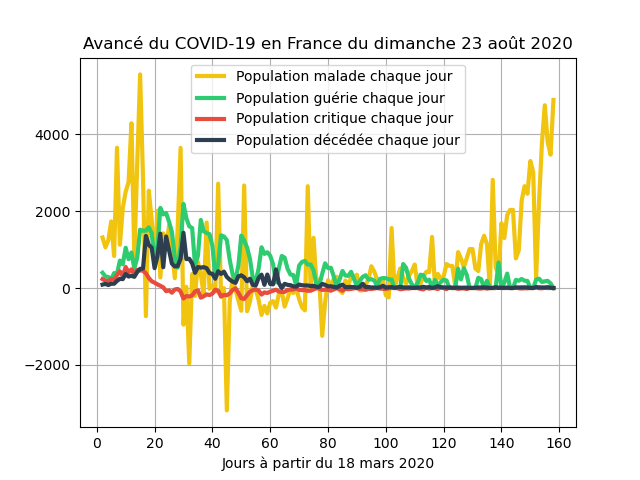 Avancé du COVID-19 en France du dimanche 23 août 2020
Population malade chaque jour
Population guérie chaque jour
Population critique chaque jour
Population décédée chaque jour
4000
2000
0
−2000
0 20 40 60 80 100 120 140 160
Jours à partir du 18 mars 2020